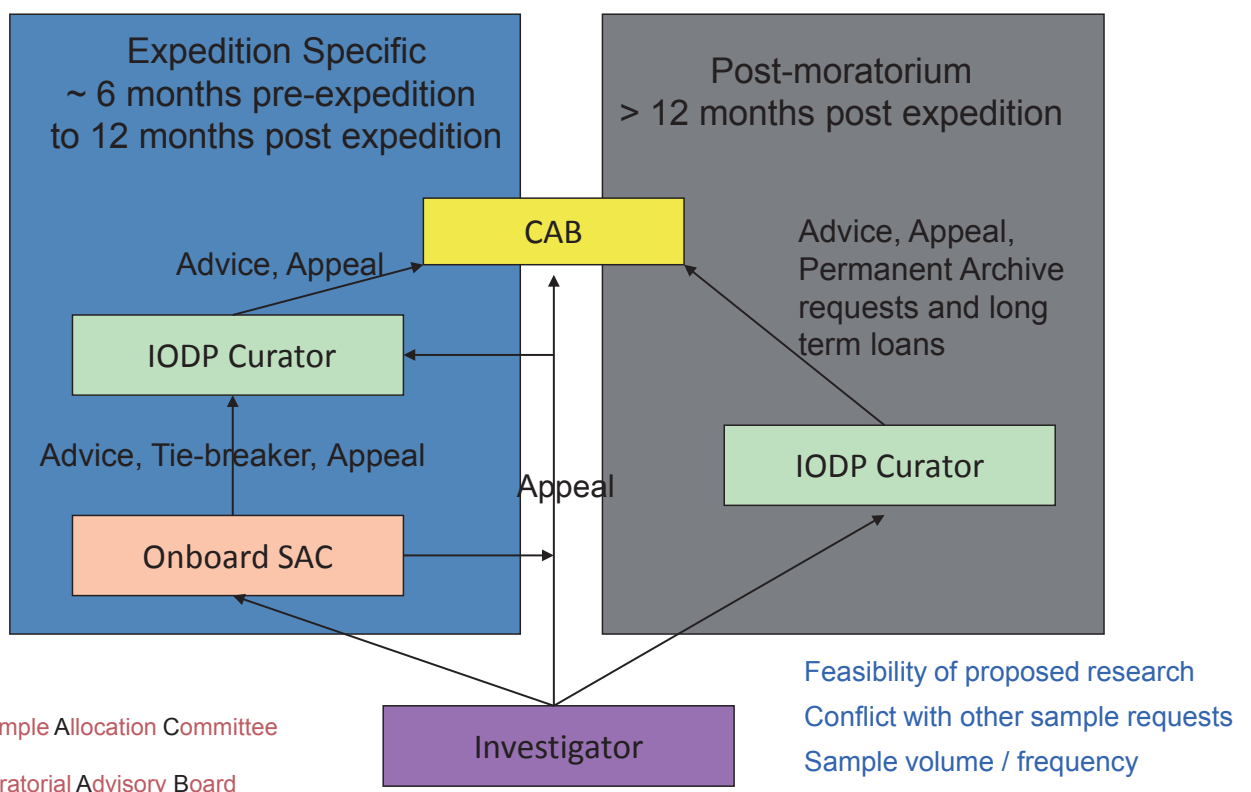 Expedition Specific
~ 6 months pre-expedition
to 12 months post expedition
Post-moratorium
> 12 months post expedition
CAB
Advice, Appeal
Advice, Appeal,
Permanent Archive
requests and long
term loans
IODP Curator
Advice, Tie-breaker, Appeal
IODP Curator
Appeal
Onboard SAC
Investigator
Feasibility of proposed research
Conflict with other sample requests
Sample volume / frequency
mple Allocation Committee
ratorial Advisory Board